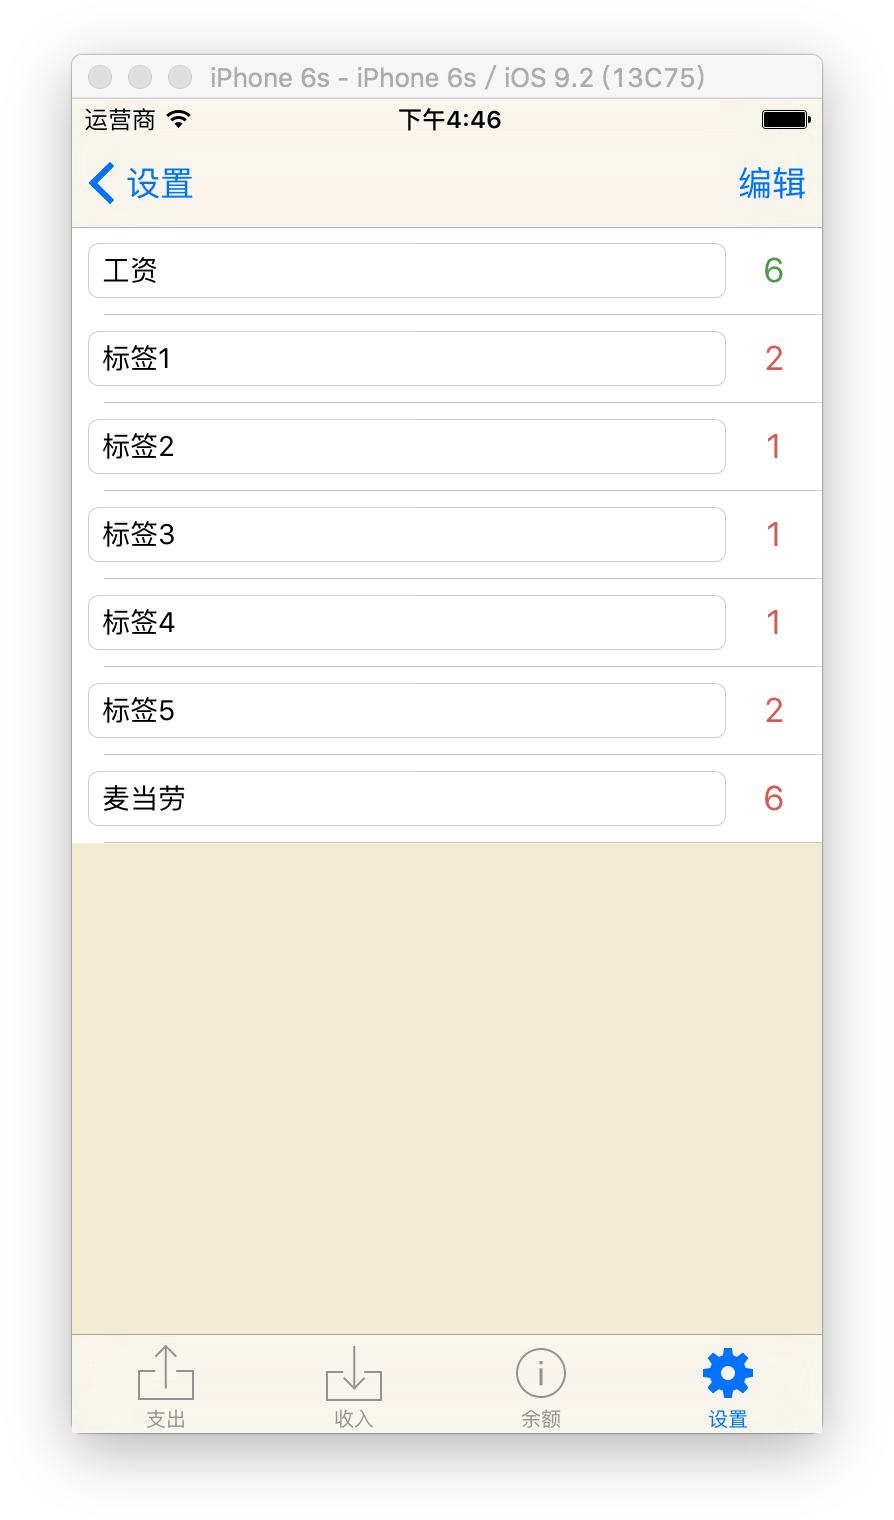 iPhone 6s - iPhone 6s / iOS 9.2 (13C75)
运营商 下午4:46
设置 编辑
工资 6
标签1 2
标签2 1
标签3 1
标签4 1
标签5 2
麦当劳 6
支出 收入 余额 设置